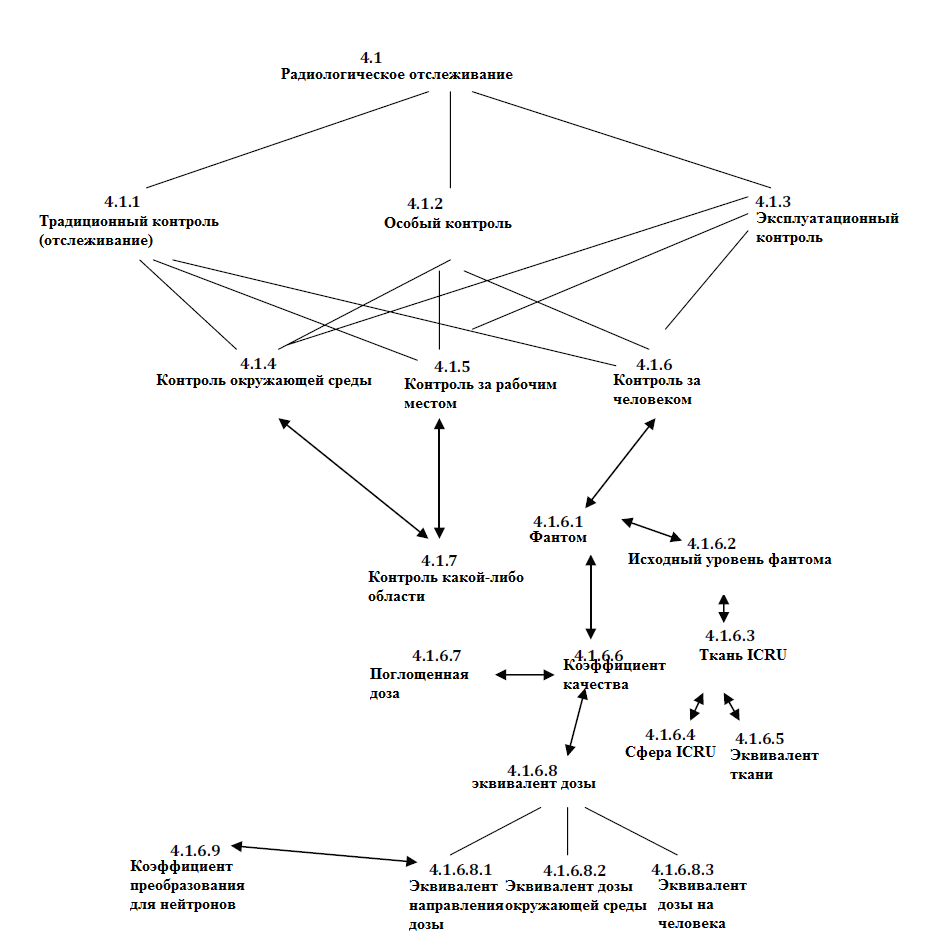 4.1
Радиологическое отслеживание
4.1.1
Традиционный контроль
(отслеживание)
4.1.2
Особый контроль
4.1.3
Эксплуатационный
контроль
4.1.4
Контроль окружающей среды
4.1.5
Контроль за рабочим
местом
4.1.6
Контроль за
человеком
4.1.6.1
Фантом
4.1.6.2
Исходный уровень фантома
4.1.7
Контроль какой-либо
области
4.1.6.3
Ткань ICRU
4.1.6.7
Поглощенная
доза
4.1.6.6
Коэффициент
качества
4.1.6.4
Сфера ICRU
4.1.6.5
Эквивалент
ткани
4.1.6.8
эквивалент дозы
4.1.6.9
Коэффициент
преобразования
для нейтронов
4.1.6.8.1
Эквивалент
направления
дозы
4.1.6.8.2
Эквивалент дозы
окружающей среды
4.1.6.8.3
Эквивалент
дозы на
человека